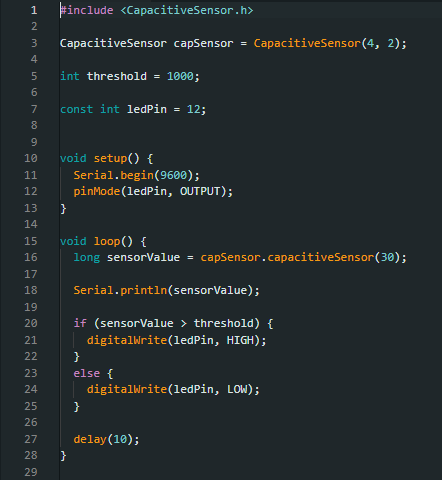 1 #include <CapacitiveSensor.h>
2
3 CapacitiveSensor capSensor = CapacitiveSensor(4, 2);
4
5 int threshold = 1000;
6
7 const int ledPin = 12;
8
9
10 void setup() {
11   Serial.begin(9600);
12   pinMode(ledPin, OUTPUT);
13 }
14
15 void loop() {
16   long sensorValue = capSensor.capacitiveSensor(30);
17
18   Serial.println(sensorValue);
19
20   if (sensorValue > threshold) {
21     digitalWrite(ledPin, HIGH);
22   }
23   else {
24     digitalWrite(ledPin, LOW);
25   }
26
27   delay(10);
28 }
29